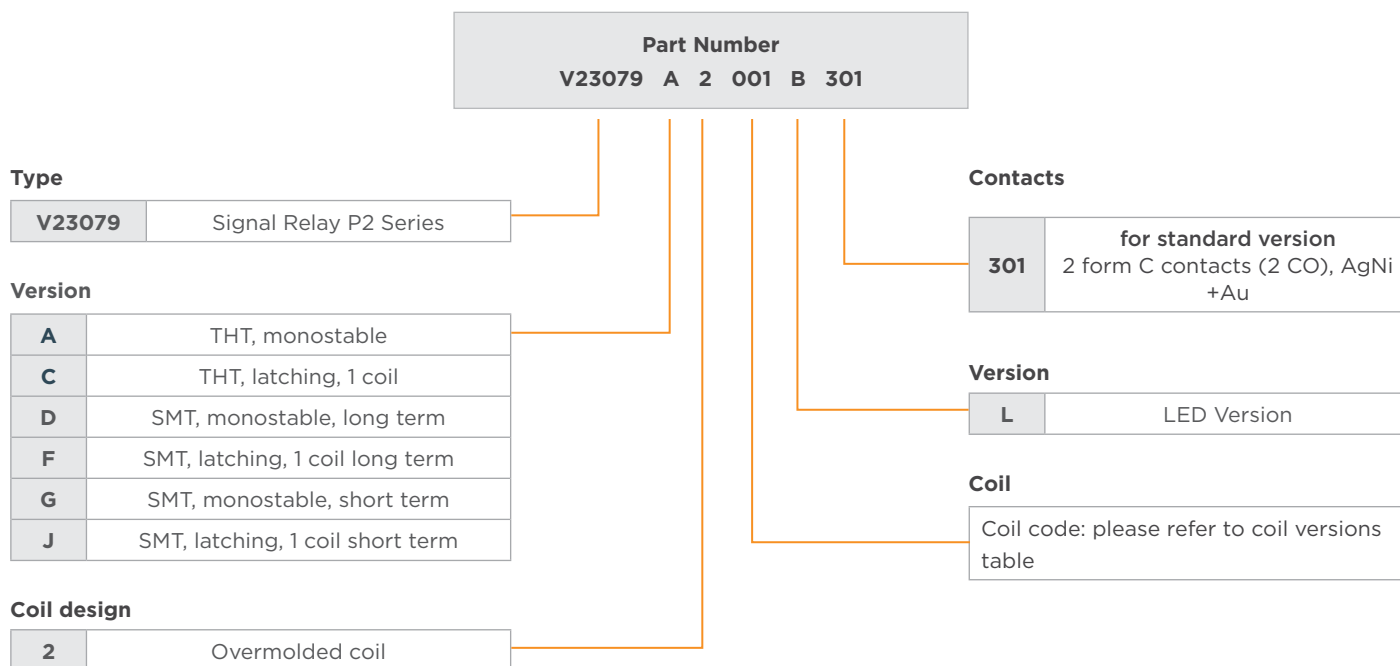 Part Number
V23079 A 2 001 B 301
Type
V23079 Signal Relay P2 Series
Version
A THT, monostable
C THT, latching, 1 coil
D SMT, monostable, long term
F SMT, latching, 1 coil long term
G SMT, monostable, short term
J SMT, latching, 1 coil short term
Coil design
2 Overmolded coil
Contacts
301
for standard version
2 form C contacts (2 CO), AgNi
+Au
Version
L LED Version
Coil
Coil code: please refer to coil versions
table